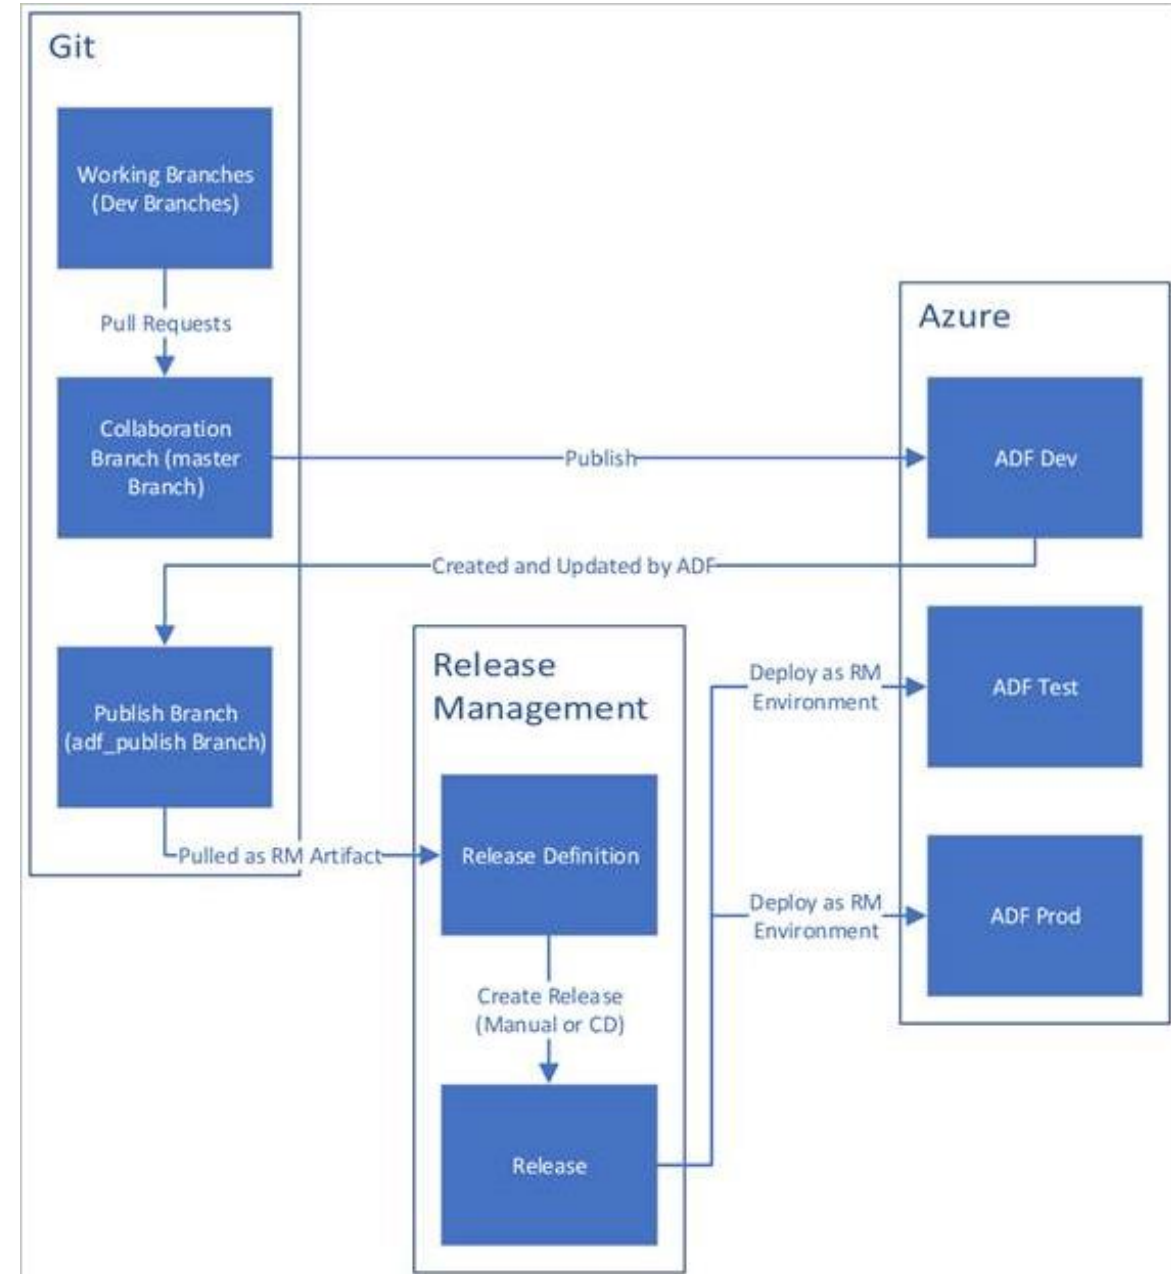 Git
Working Branches
(Dev Branches)
Pull Requests
Collaboration
Branch (master
Branch)
Publish
Azure
ADF Dev
Created and Updated by ADF
Publish Branch
(adf_publish Branch)
Pulled as RM Artifact
Release
Management
Release Definition
Create Release
(Manual or CD)
Release
Deploy as RM
Environment
ADF Test
Deploy as RM
Environment
ADF Prod